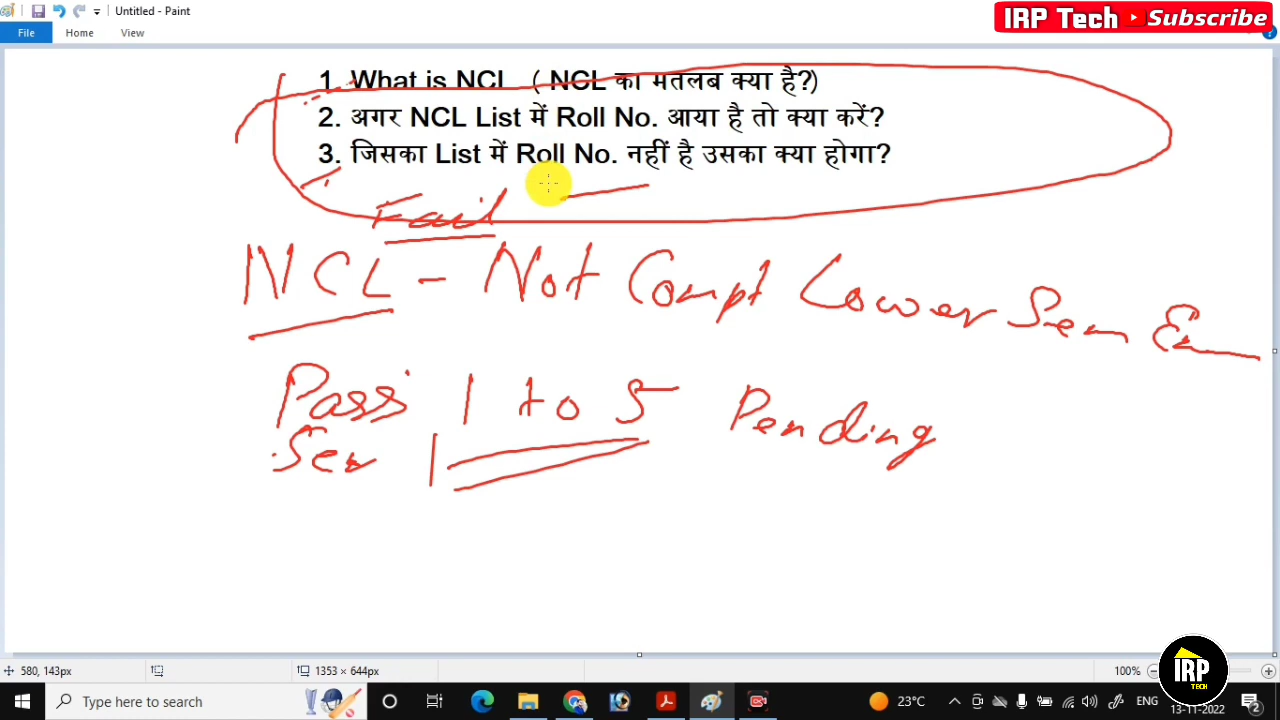 Untitled - Paint
IRP Tech Subscribe
File Home View
1. What is NCL ( NCL का मतलब क्या है?)
2. अगर NCL List में Roll No. आया है तो क्या करें?
3. जिसका List में Roll No. नहीं है उसका क्या होगा?
Fail
NCL - Not Compt Lower Sem
Pass 1 to 5 Pending
Sem 1
580, 143px 1353 × 644px 100%
IRP
TECH
Type here to search 23°C ENG
13-11-2022 2